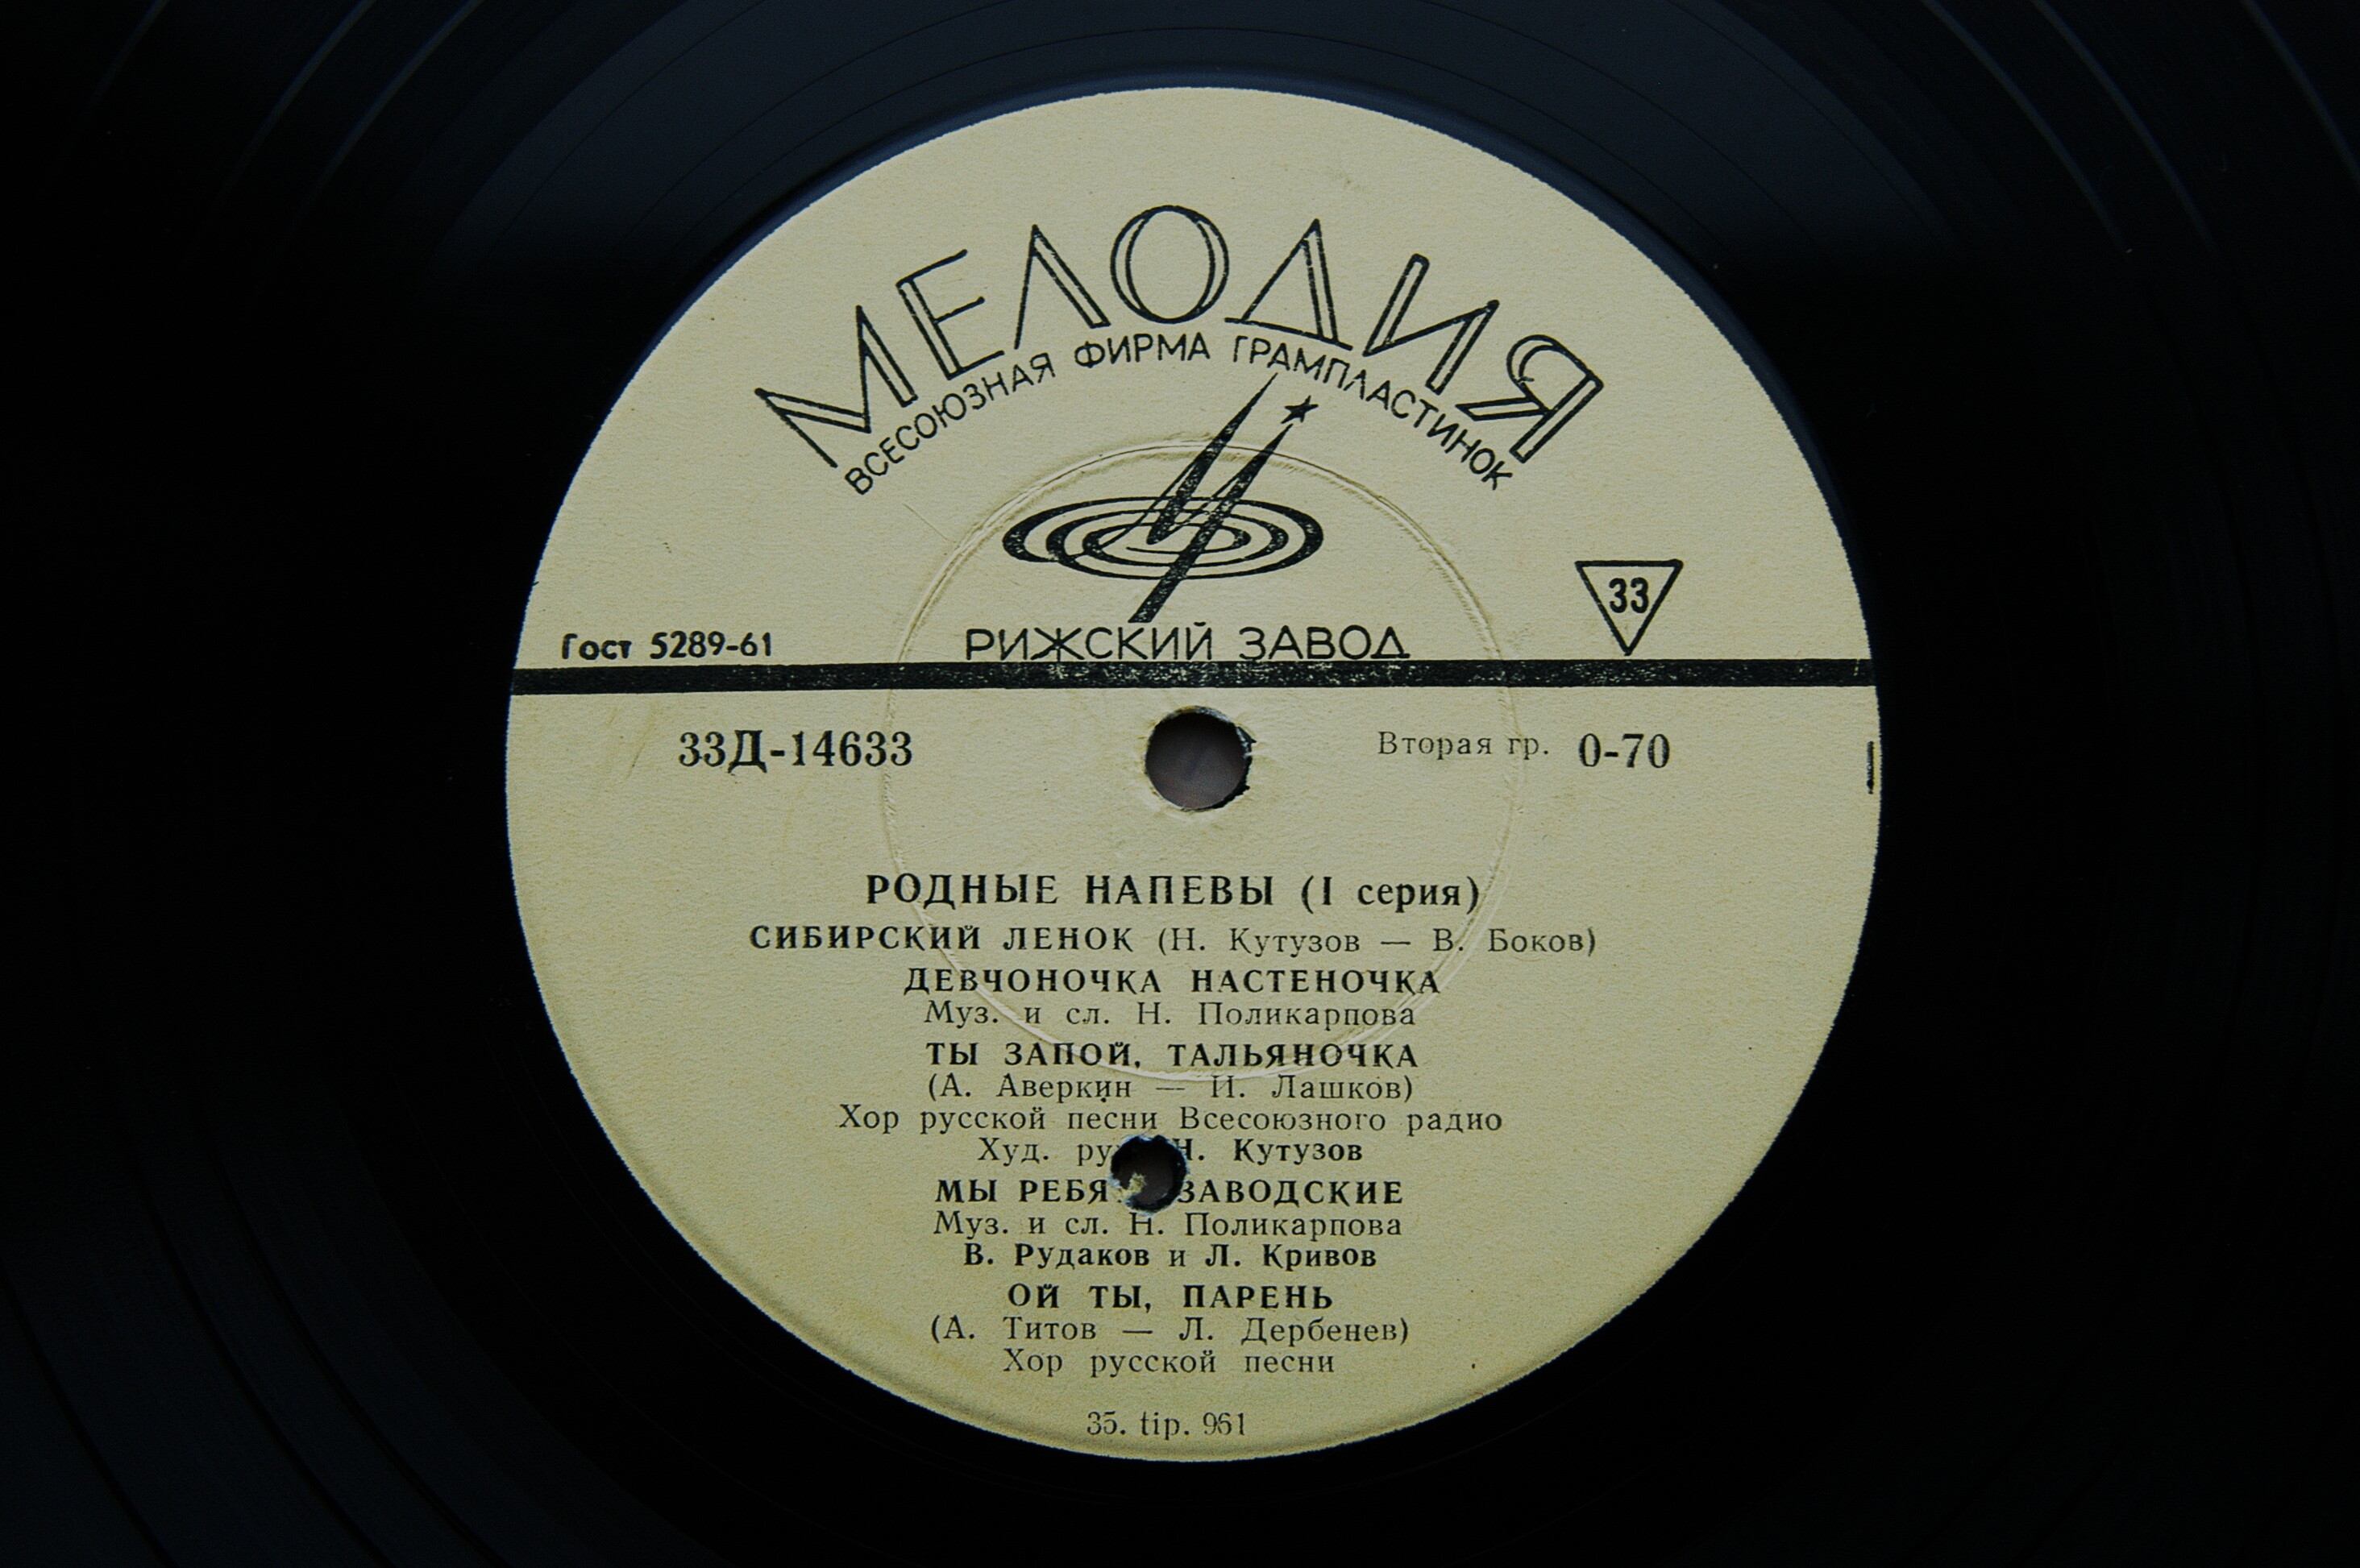 МЕЛОДИЯ
ВСЕСОЮЗНАЯ ФИРМА ГРАМПЛАСТИНОК
33
Гост 5289-61
РИЖСКИЙ ЗАВОД
33Д-14633
Вторая гр. 0-70
РОДНЫЕ НАПЕВЫ (I серия)
СИБИРСКИЙ ЛЕНОК (Н. Кутузов — В. Боков)
ДЕВЧОНОЧКА НАСТЕНОЧКА
Муз. и сл. Н. Поликарпова
ТЫ ЗАПОЙ, ТАЛЬЯНОЧКА
(А. Аверкин — И. Лашков)
Хор русской песни Всесоюзного радио
Худ. Н. Кутузов
МЫ ЗАВОДСКИЕ
Муз. и сл. Н. Поликарпова
В. Рудаков и Л. Кривов
ОЙ ТЫ, ПАРЕНЬ
(А. Титов — Л. Дербенев)
Хор русской песни
35. tip. 961